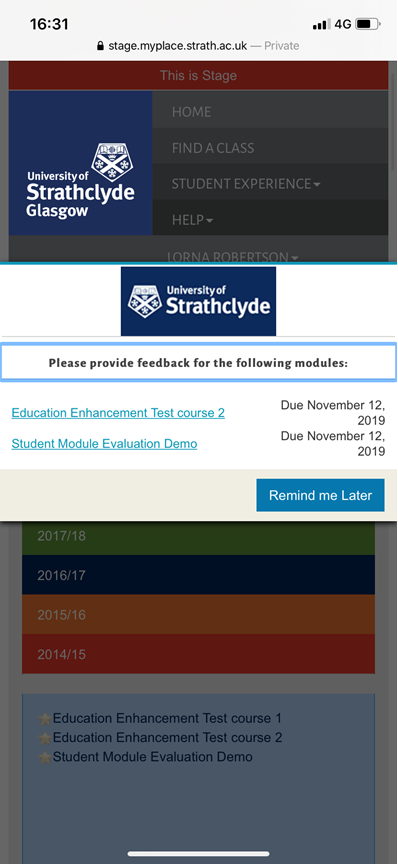 16:31
4G
stage.myplace.strath.ac.uk — Private
This is Stage
HOME
University of
Strathclyde
Glasgow
FIND A CLASS
STUDENT EXPERIENCE
HELP
LORNA ROBERTSON
University of
Strathclyde
Please provide feedback for the following modules:
Education Enhancement Test course 2
Due November 12,
2019
Student Module Evaluation Demo
Due November 12,
2019
Remind me Later
2017/18
2016/17
2015/16
2014/15
Education Enhancement Test course 1
Education Enhancement Test course 2
Student Module Evaluation Demo